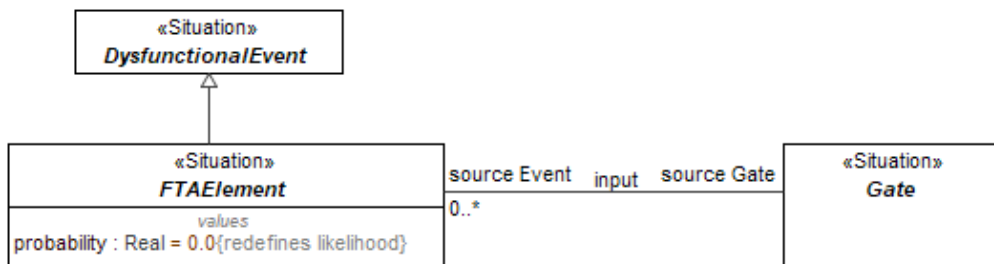 «Situation»
DysfunctionalEvent
«Situation»
FTAElement
values
probability : Real = 0.0{redefines likelihood}
source Event input source Gate
0..*
«Situation»
Gate